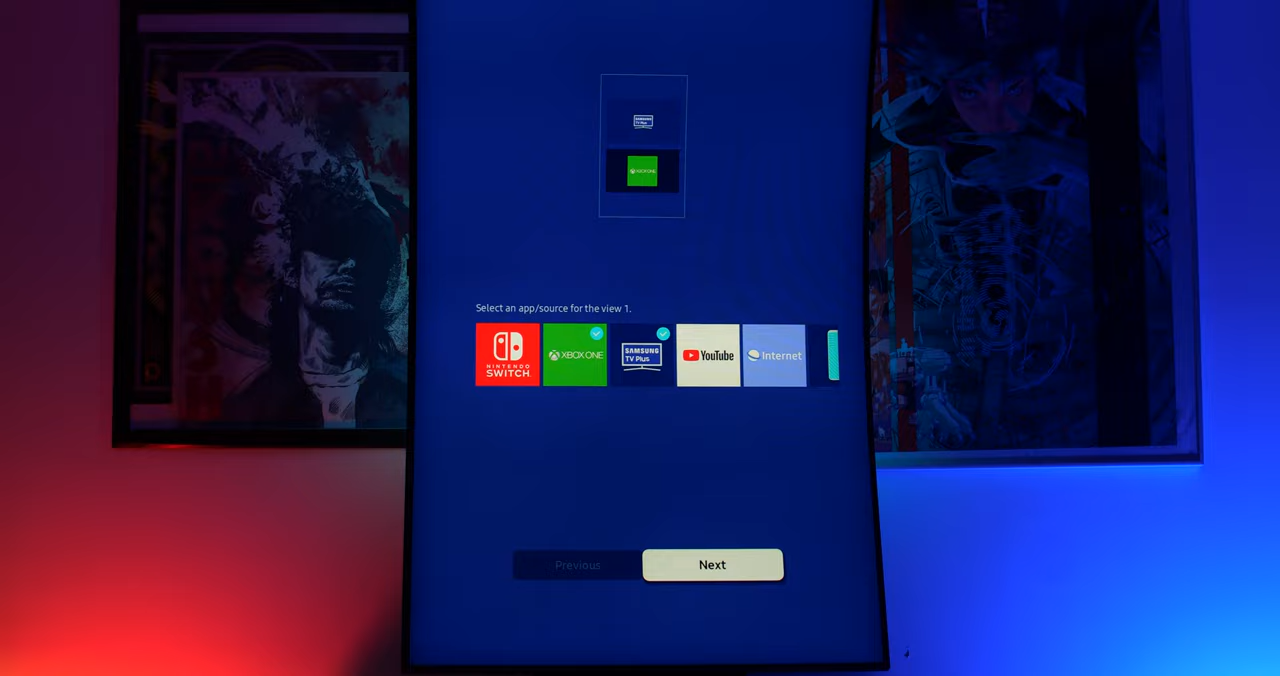 SAMSUNG
TV Plus
XBOX ONE
Select an app/source for the view 1.
NINTENDO
SWITCH
XBOX ONE
SAMSUNG
TV Plus
YouTube
Internet
Previous
Next